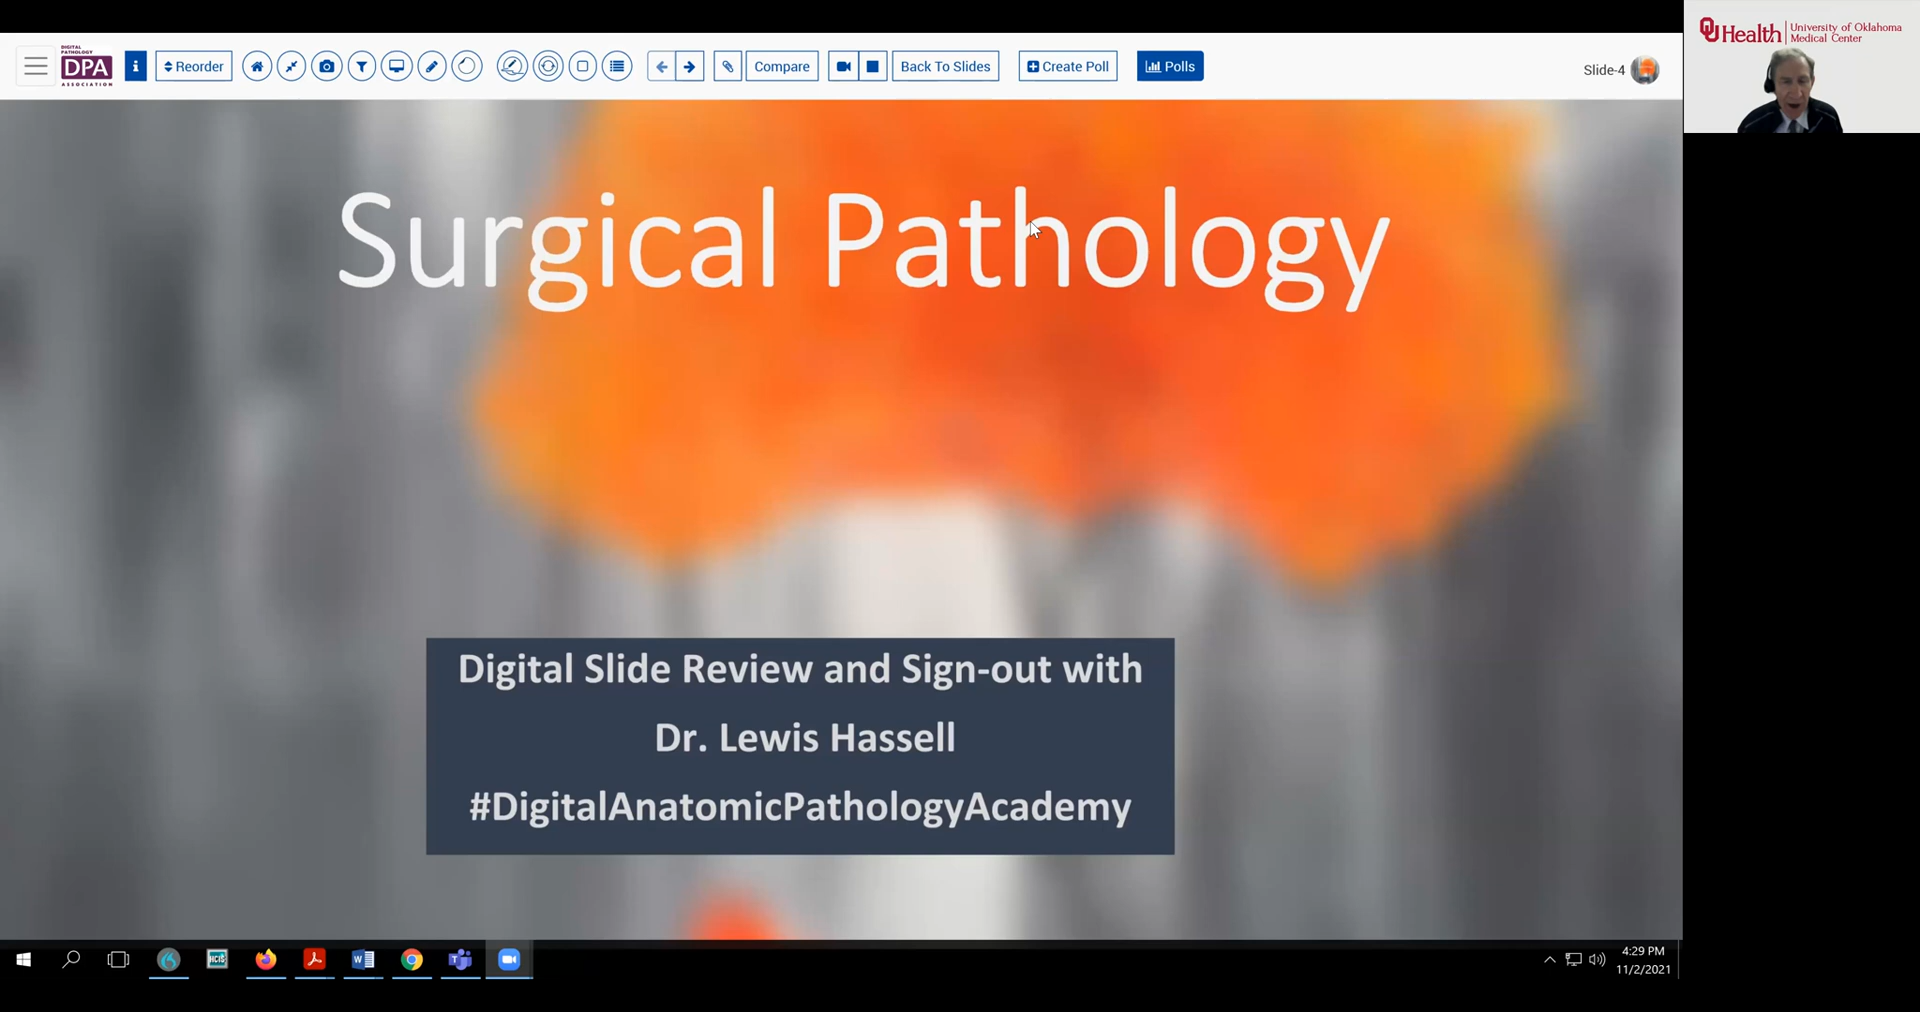 DIGITAL
PATHOLOGY
DPA
ASSOCIATION
i
Reorder
Compare
Back To Slides
Create Poll
Polls
Slide-4
OU Health
University of Oklahoma
Medical Center
Surgical Pathology
Digital Slide Review and Sign-out with
Dr. Lewis Hassell
#DigitalAnatomicPathologyAcademy
HCIS
4:29 PM
11/2/2021